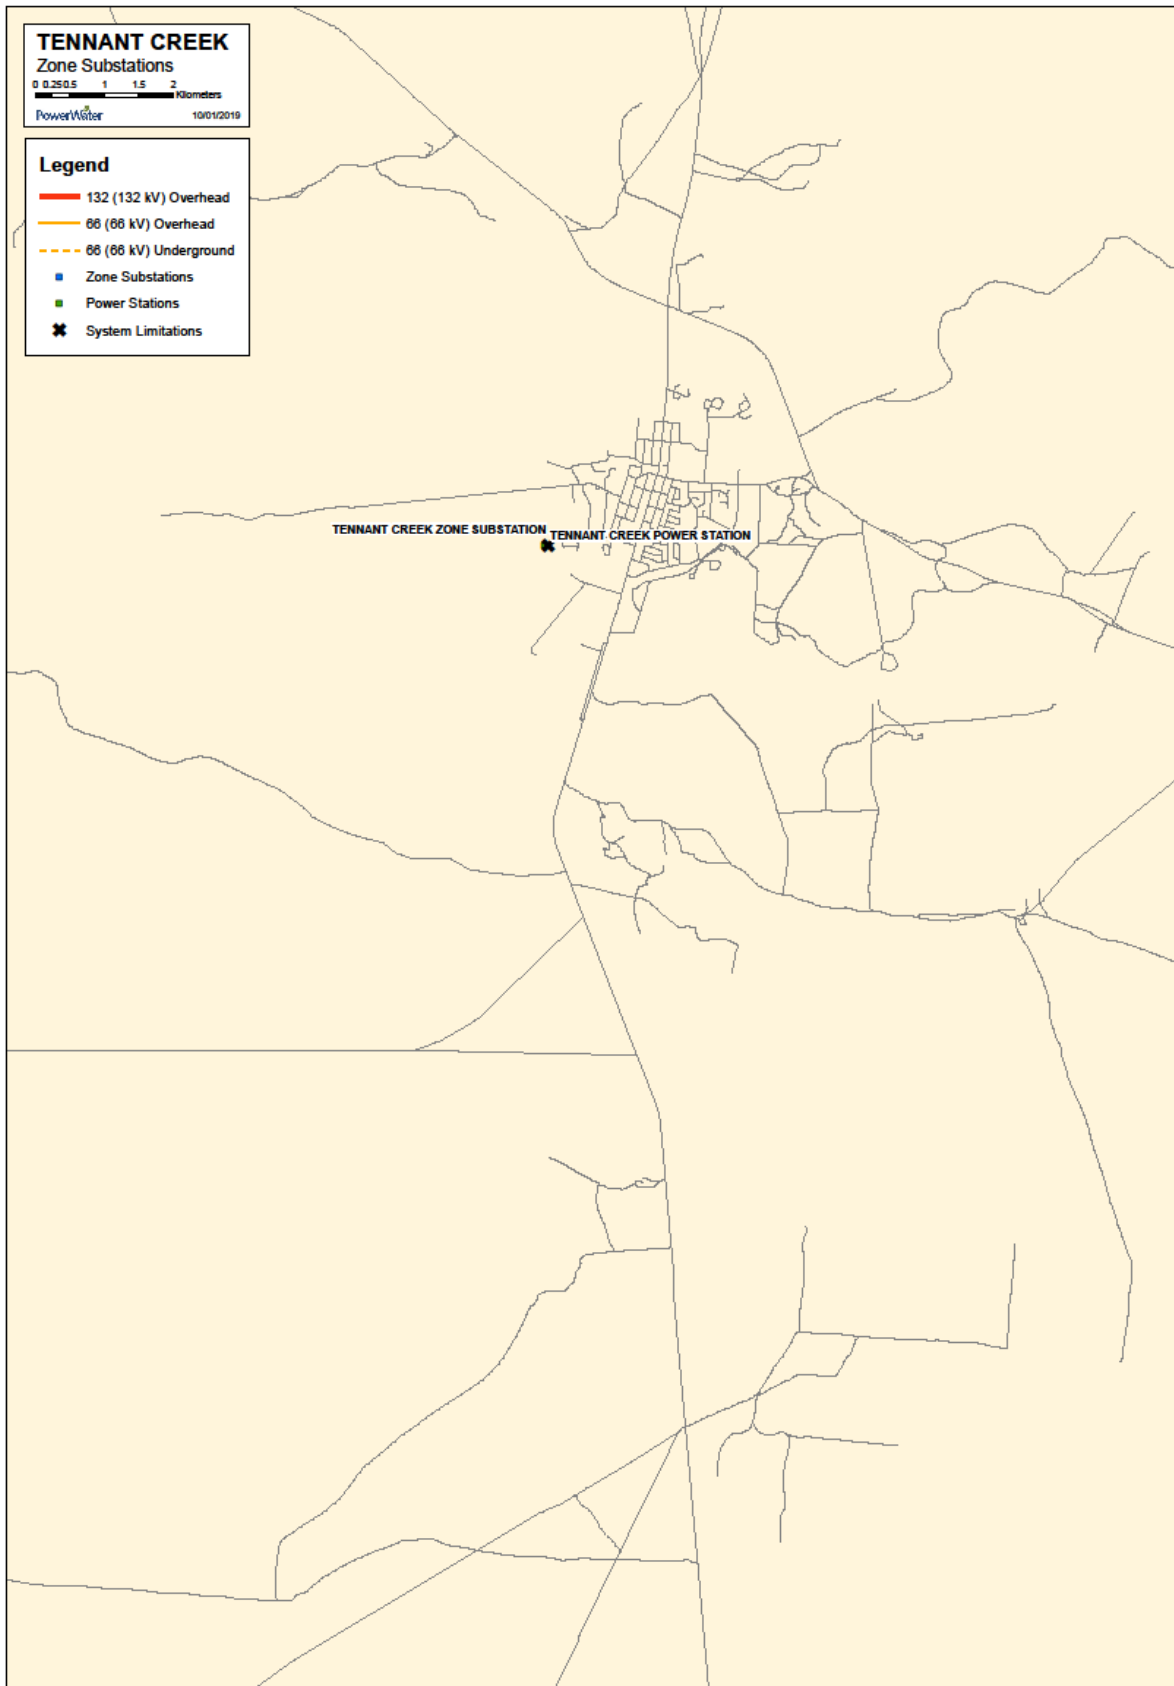 TENNANT CREEK
Zone Substations
0 0.25 0.5 1 1.5 2
Kilometers
PowerWater 10/01/2019
Legend
132 (132 kV) Overhead
66 (66 kV) Overhead
66 (66 kV) Underground
Zone Substations
Power Stations
System Limitations
TENNANT CREEK ZONE SUBSTATION
TENNANT CREEK POWER STATION